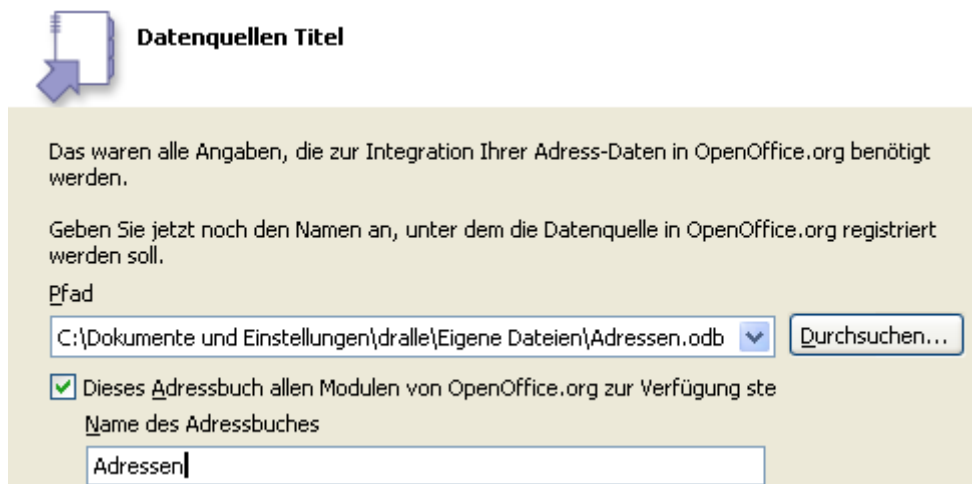 Datenquellen Titel
Das waren alle Angaben, die zur Integration Ihrer Adress-Daten in OpenOffice.org benötigt
werden.
Geben Sie jetzt noch den Namen an, unter dem die Datenquelle in OpenOffice.org registriert
werden soll.
Pfad
C:\Dokumente und Einstellungen\dralle\Eigene Dateien\Adressen.odb
Durchsuchen...
Dieses Adressbuch allen Modulen von OpenOffice.org zur Verfügung ste
Name des Adressbuches
Adressen